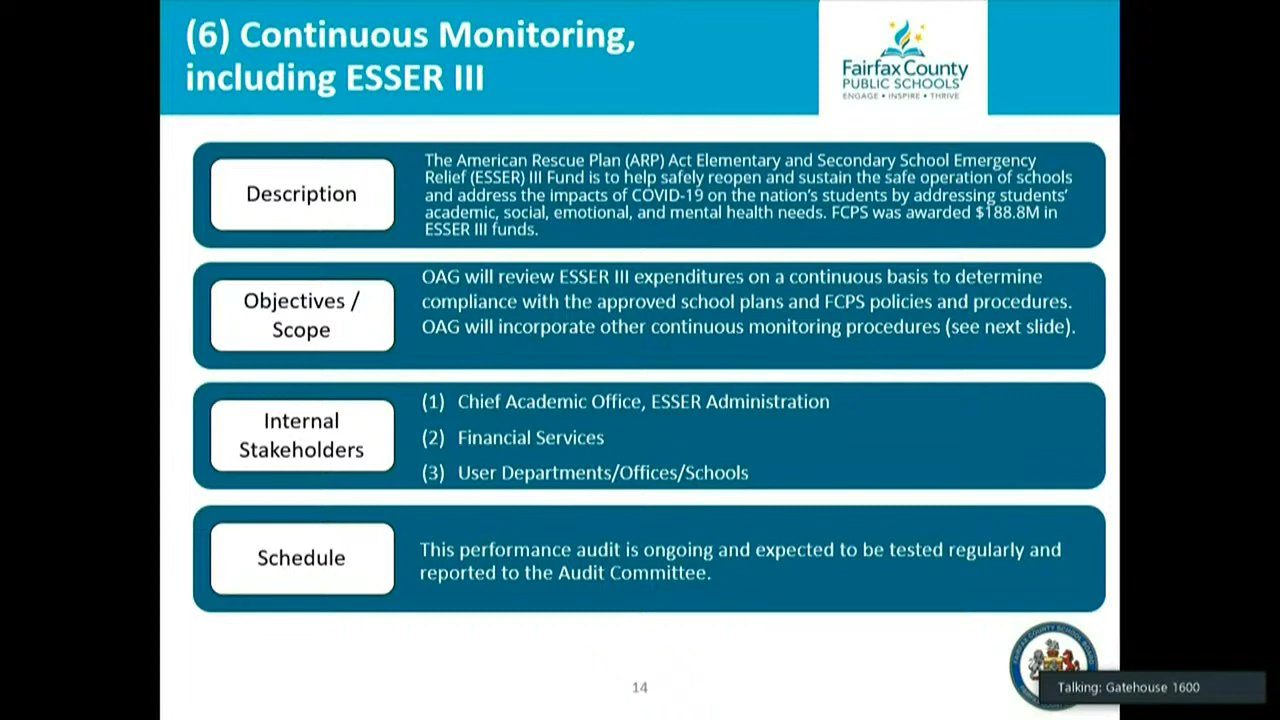 (6) Continuous Monitoring,
including ESSER III
Fairfax County
PUBLIC SCHOOLS
ENGAGE • INSPIRE • THRIVE
Description
The American Rescue Plan (ARP) Act Elementary and Secondary School Emergency
Relief (ESSER) III Fund is to help safely reopen and sustain the safe operation of schools
and address the impacts of COVID-19 on the nation's students by addressing students'
academic, social, emotional, and mental health needs. FCPS was awarded $188.8M in
ESSER III funds.
Objectives /
Scope
OAG will review ESSER III expenditures on a continuous basis to determine
compliance with the approved school plans and FCPS policies and procedures.
OAG will incorporate other continuous monitoring procedures (see next slide).
Internal
Stakeholders
(1) Chief Academic Office, ESSER Administration
(2) Financial Services
(3) User Departments/Offices/Schools
Schedule
This performance audit is ongoing and expected to be tested regularly and
reported to the Audit Committee.
14
FAIRFAX COUNTY SCHOOL BOARD
Talking: Gatehouse 1600